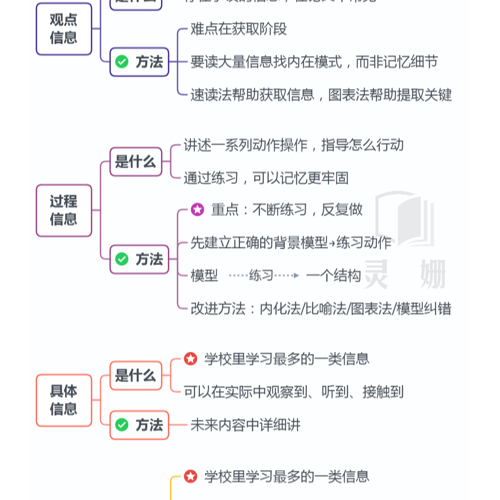 是什么
观点
信息
难点在获取阶段
方法
要读大量信息找内在模式，而非记忆细节
速读法帮助获取信息，图表法帮助提取关键
讲述一系列动作操作，指导怎么行动
是什么
通过练习，可以记忆更牢固
过程
信息
重点：不断练习，反复做
先建立正确的背景模型→练习动作
方法
模型 ·····练习·····> 一个结构
灵 姗
改进方法：内化法/比喻法/图表法/模型纠错
学校里学习最多的一类信息
是什么
可以在实际中观察到、听到、接触到
具体
信息
方法
未来内容中详细讲
学校里学习最多的一类信息